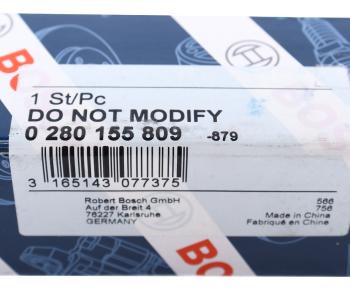 1 St/Pc
DO NOT MODIFY
0 280 155 809 -879
3 165143 077375
Robert Bosch GmbH
Auf der Breit 4
76227 Karlsruhe
GERMANY
566
756
Made in China
Fabriqué en Chine